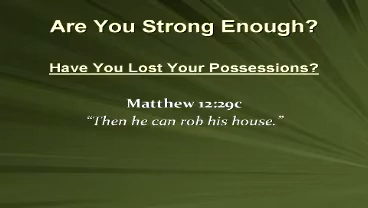 Are You Strong Enough?
Have You Lost Your Possessions?
Matthew 12:29c
“Then he can rob his house.”